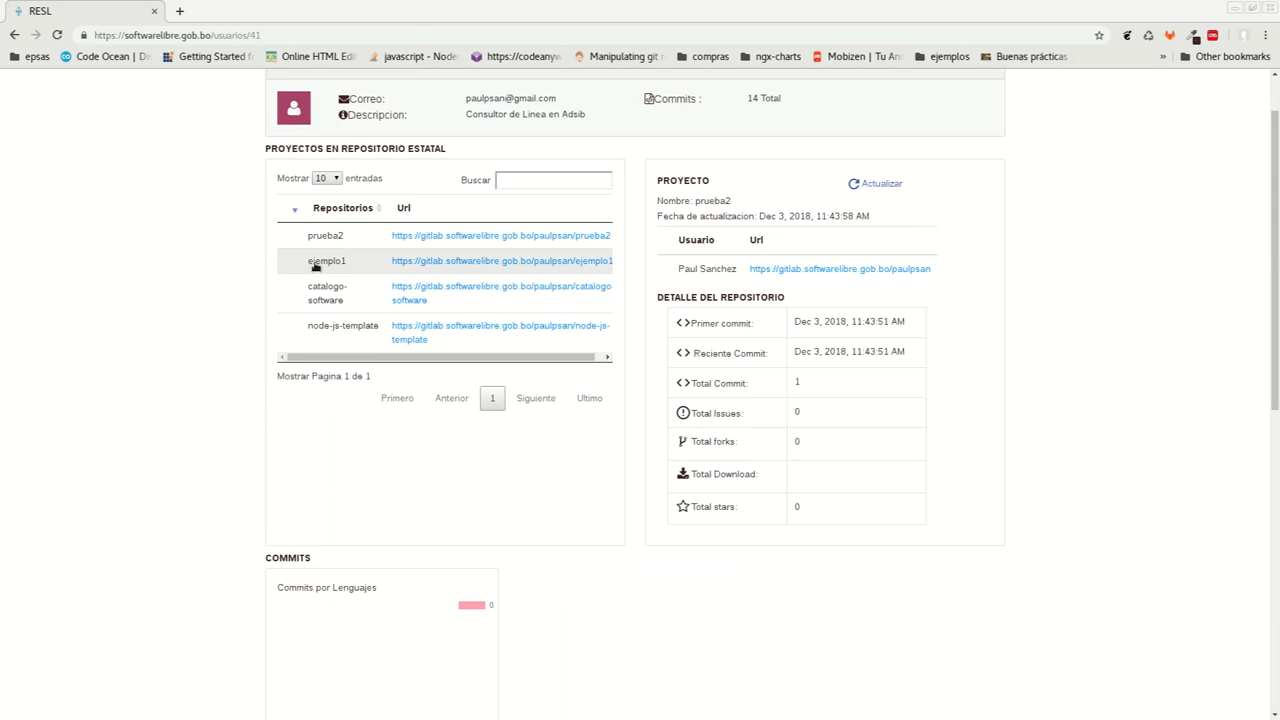 RESL
https://softwarelibre.gob.bo/usuarios/41
epsas
Code Ocean | Di
Getting Started f
Online HTML Edit
javascript - Node
https://codeanyw
Manipulating git r
compras
ngx-charts
Mobizen | Tu An
ejemplos
Buenas prácticas
»
Other bookmarks
Correo: paulpsan@gmail.com
Commits : 14 Total
Descripcion: Consultor de Linea en Adsib
PROYECTOS EN REPOSITORIO ESTATAL
Mostrar 10 entradas
Buscar
Repositorios Url
prueba2 https://gitlab.softwarelibre.gob.bo/paulpsan/prueba2
ejemplo1 https://gitlab.softwarelibre.gob.bo/paulpsan/ejemplo1
catalogo- https://gitlab.softwarelibre.gob.bo/paulpsan/catalogo-
software software
node-js-template https://gitlab.softwarelibre.gob.bo/paulpsan/node-js-
template
Mostrar Pagina 1 de 1
Primero Anterior 1 Siguiente Ultimo
PROYECTO
Actualizar
Nombre: prueba2
Fecha de actualizacion: Dec 3, 2018, 11:43:58 AM
Usuario Url
Paul Sanchez https://gitlab.softwarelibre.gob.bo/paulpsan
DETALLE DEL REPOSITORIO
Primer commit: Dec 3, 2018, 11:43:51 AM
Reciente Commit: Dec 3, 2018, 11:43:51 AM
Total Commit: 1
Total Issues: 0
Total forks: 0
Total Download:
Total stars: 0
COMMITS
Commits por Lenguajes
0